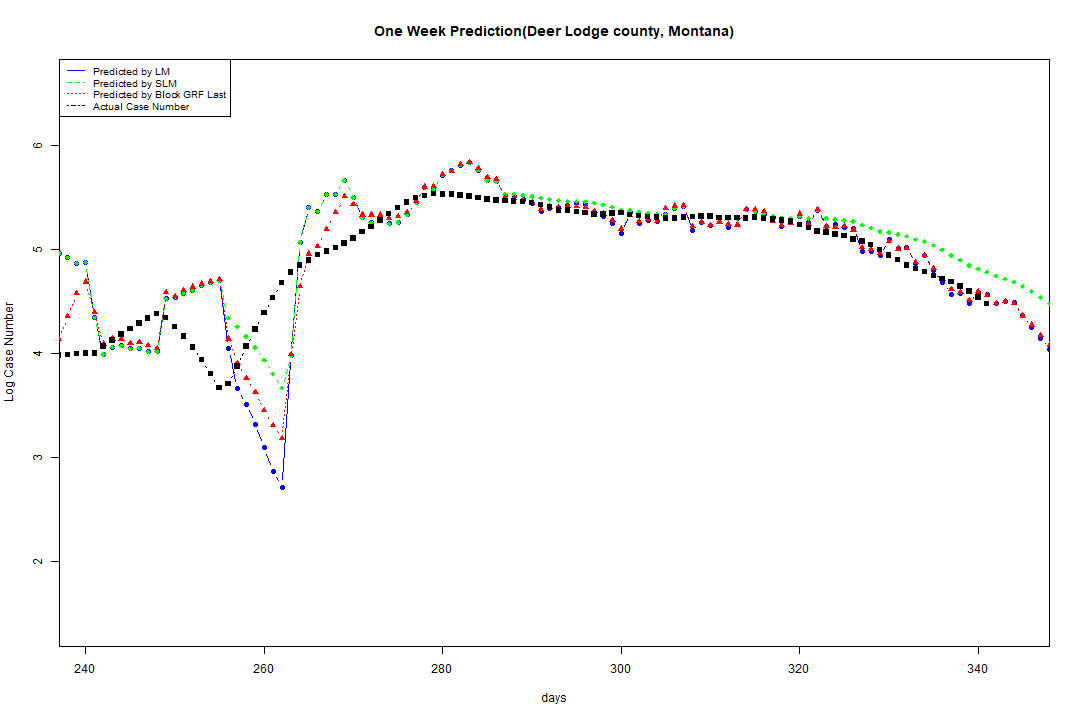 One Week Prediction(Deer Lodge county, Montana)
Predicted by LM
Predicted by SLM
Predicted by Block GRF Last
Actual Case Number
6
5
4
3
2
Log Case Number
240 260 280 300 320 340
days